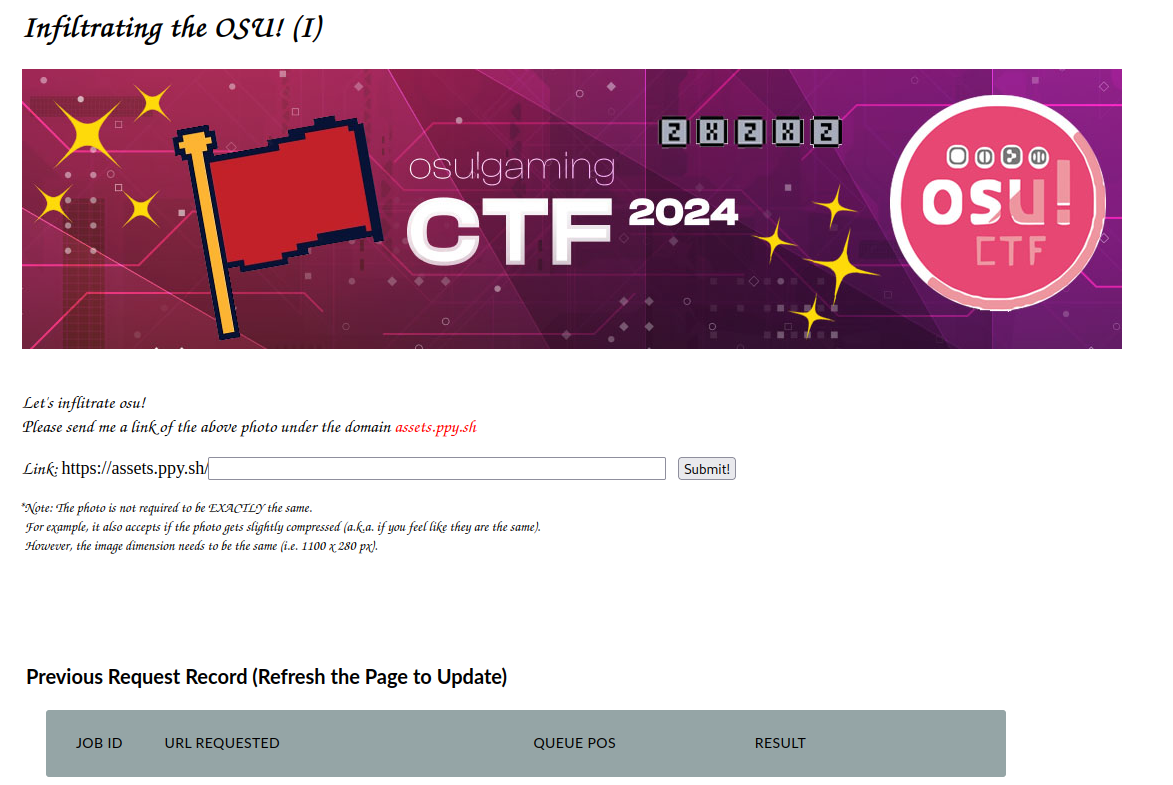 Infiltrating the OSU! (I)
Z X Z X Z
osu!gaming
CTF 2024
osu!
CTF
Let's inflitrate osu!
Please send me a link of the above photo under the domain assets.ppy.sh
Link: https://assets.ppy.sh/ Submit!
*Note: The photo is not required to be EXACTLY the same.
For example, it also accepts if the photo gets slightly compressed (a.k.a. if you feel like they are the same).
However, the image dimension needs to be the same (i.e. 1100 x 280 px).
Previous Request Record (Refresh the Page to Update)
JOB ID URL REQUESTED QUEUE POS RESULT